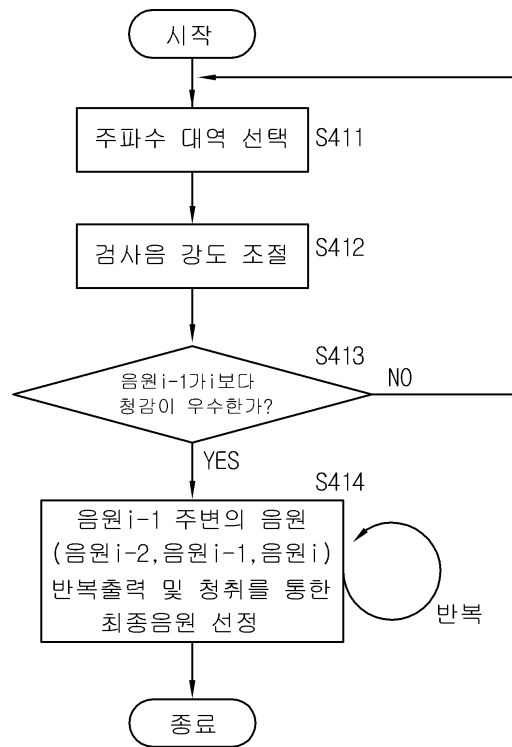 시작
주파수 대역 선택
S411
검사음 강도 조절
S412
S413
음원i-1가i보다
청감이 우수한가?
NO
YES
S414
음원i-1 주변의 음원
(음원i-2,음원i-1,음원i)
반복출력 및 청취를 통한
최종음원 선정
반복
종료